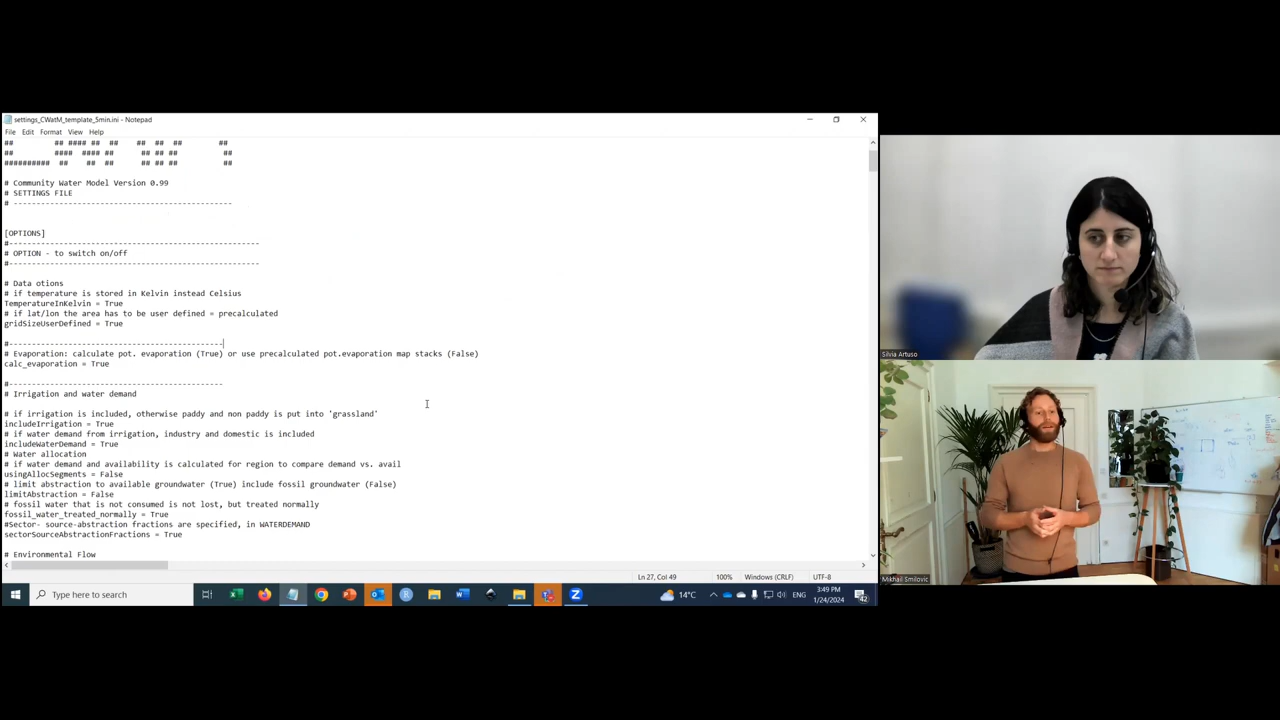 settings_CWatM_template_5min.ini - Notepad
File Edit Format View Help
## ## #### ## ## ## ## ## ##
## #### #### ## ## ## ## ##
########## ## ## ## ## ## ## ##
# Community Water Model Version 0.99
# SETTINGS FILE
# ------------------------------------------------
[OPTIONS]
#------------------------------------------------------
# OPTION - to switch on/off
#------------------------------------------------------
# Data otions
# if temperature is stored in Kelvin instead Celsius
TemperatureInKelvin = True
# if lat/lon the area has to be user defined = precalculated
gridSizeUserDefined = True
#-----------------------------------------------
# Evaporation: calculate pot. evaporation (True) or use precalculated pot.evaporation map stacks (False)
calc_evaporation = True
#-----------------------------------------------
# Irrigation and water demand
# if irrigation is included, otherwise paddy and non paddy is put into 'grassland'
includeIrrigation = True
# if water demand from irrigation, industry and domestic is included
includeWaterDemand = True
# Water allocation
# if water demand and availability is calculated for region to compare demand vs. avail
usingAllocSegments = False
# limit abstraction to available groundwater (True) include fossil groundwater (False)
limitAbstraction = False
# fossil water that is not consumed is not lost, but treated normally
fossil_water_treated_normally = True
#Sector- source-abstraction fractions are specified, in WATERDEMAND
sectorSourceAbstractionFractions = True
# Environmental Flow
Ln 27, Col 49 100% Windows (CRLF) UTF-8
Type here to search
14°C
ENG
3:49 PM
1/24/2024
42
Silvia Artuso
Mikhail Smilovic